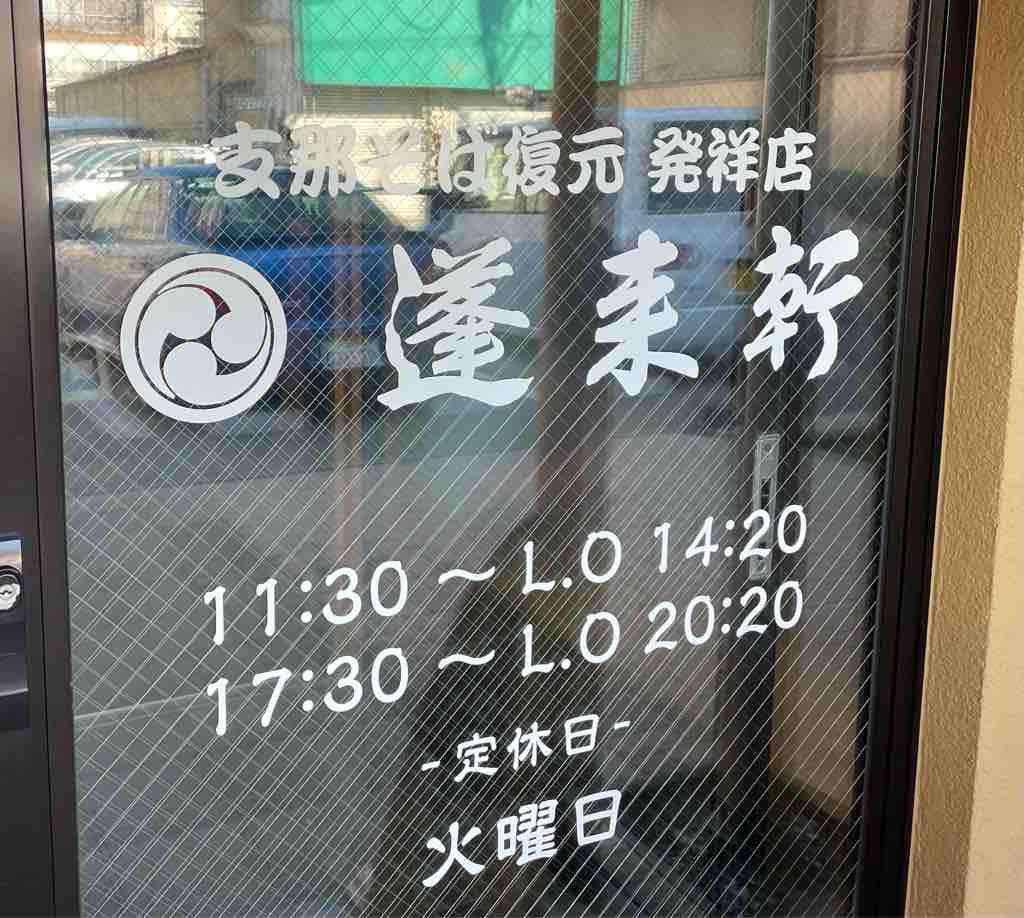 支那そば復元 発祥店
蓬来軒
11:30 ～ L.O 14:20
17:30 ～ L.O 20:20
-定休日-
火曜日